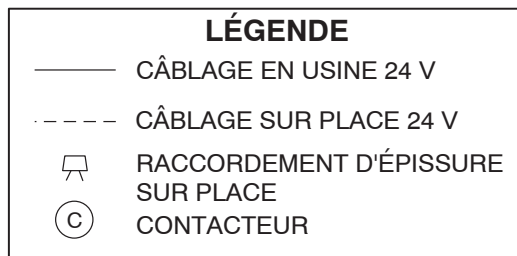 LÉGENDE
CÂBLAGE EN USINE 24 V
CÂBLAGE SUR PLACE 24 V
RACCORDEMENT D'ÉPISSURE
SUR PLACE
C CONTACTEUR